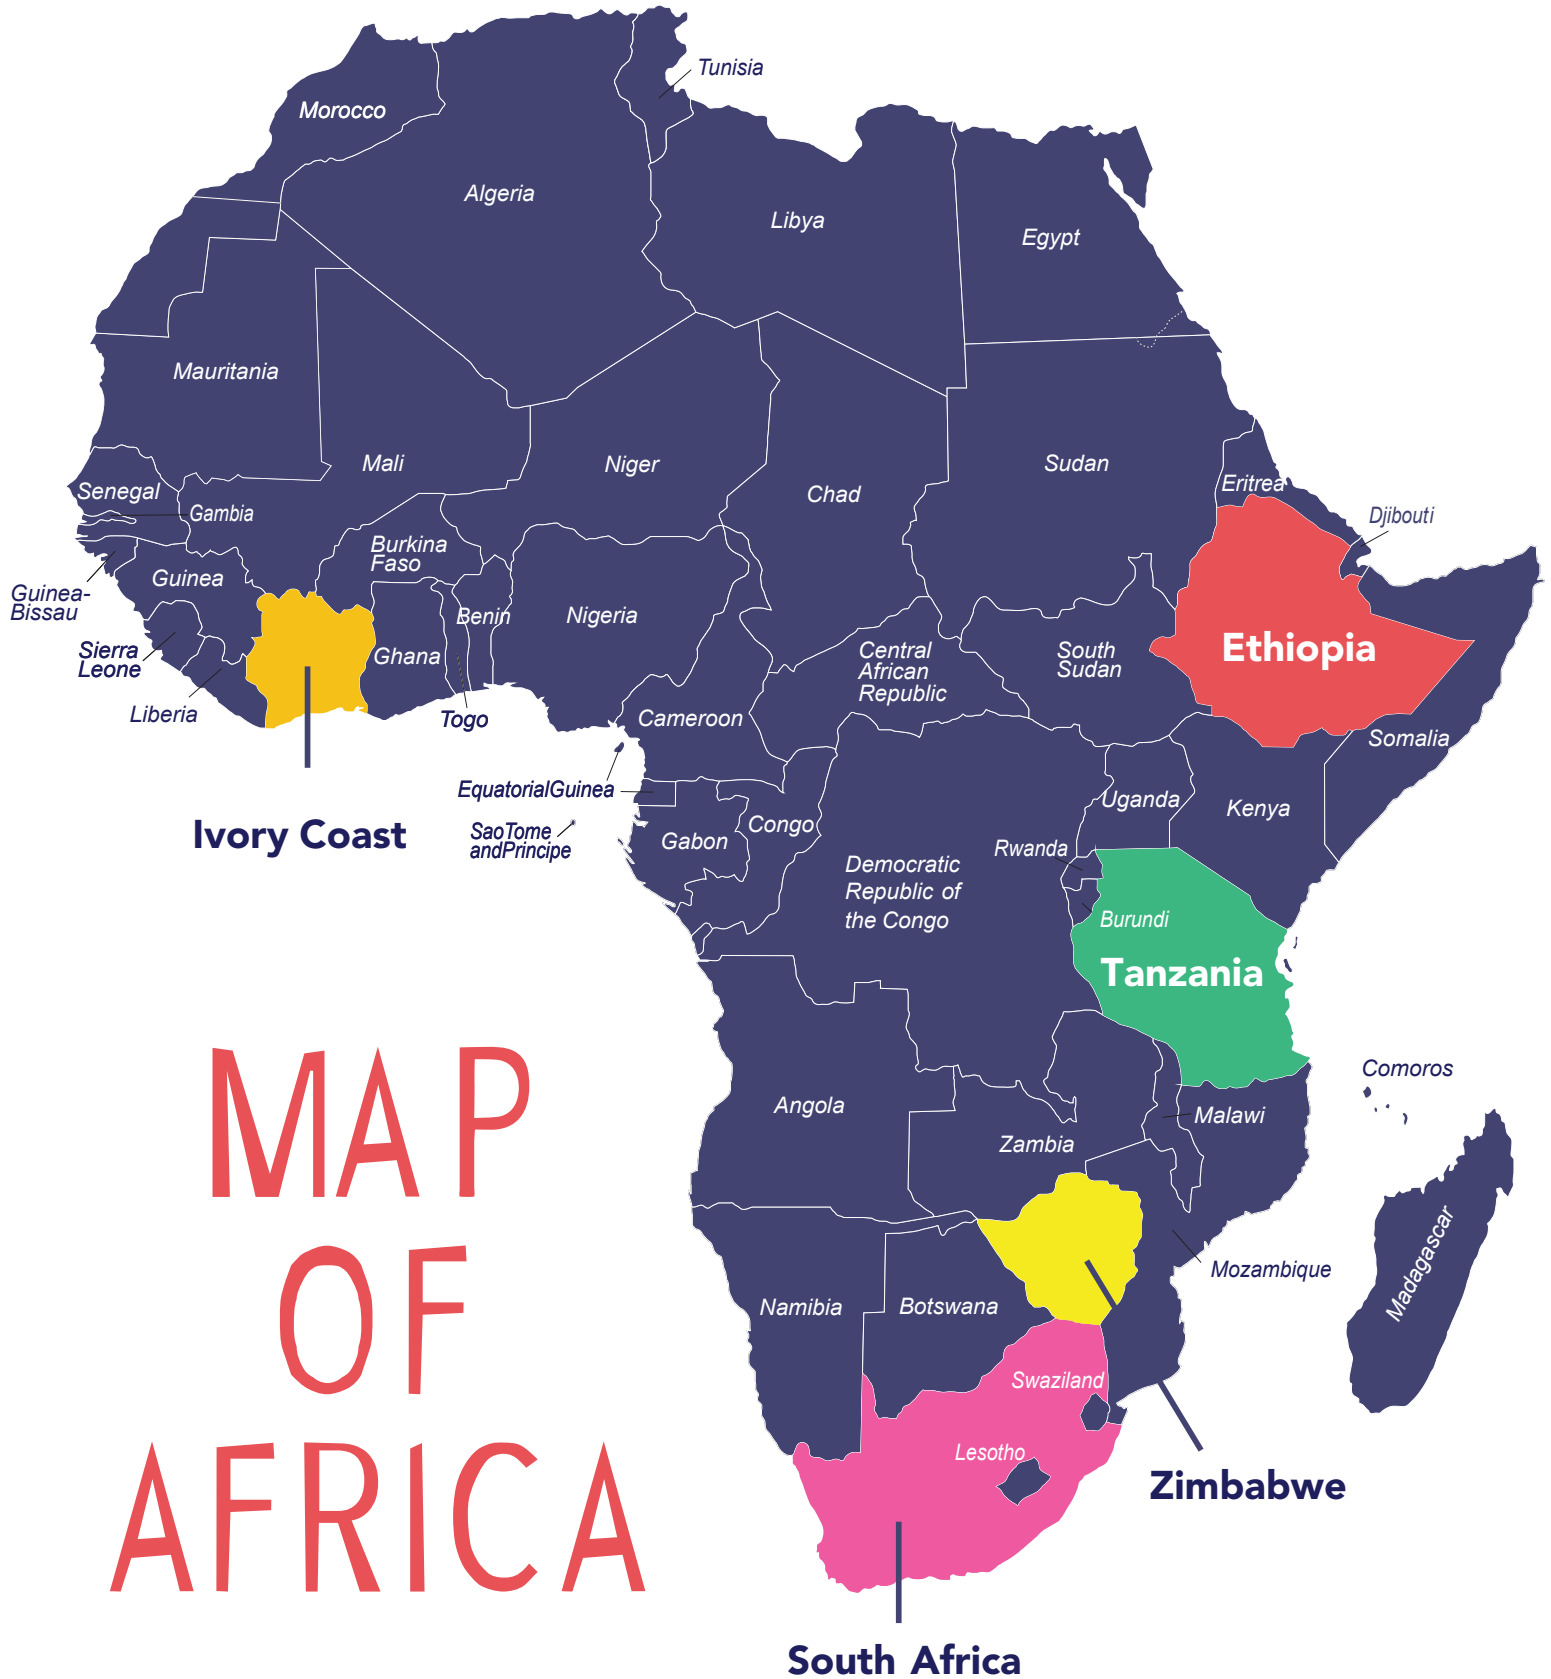 Tunisia
Morocco
Algeria
Libya
Egypt
Mauritania
Mali
Niger
Chad
Sudan
Eritrea
Djibouti
Senegal
Gambia
Burkina
Faso
Guinea
Guinea-
Bissau
Sierra
Leone
Liberia
Ghana
Benin
Togo
Nigeria
Central
African
Republic
South
Sudan
Ethiopia
Somalia
Cameroon
EquatorialGuinea
SaoTome
andPrincipe
Ivory Coast
Gabon
Congo
Uganda
Kenya
Rwanda
Democratic
Republic of
the Congo
Burundi
Tanzania
Comoros
Angola
Malawi
Zambia
Mozambique
Madagascar
Namibia
Botswana
Swaziland
Lesotho
Zimbabwe
South Africa
MAP
OF
AFRICA